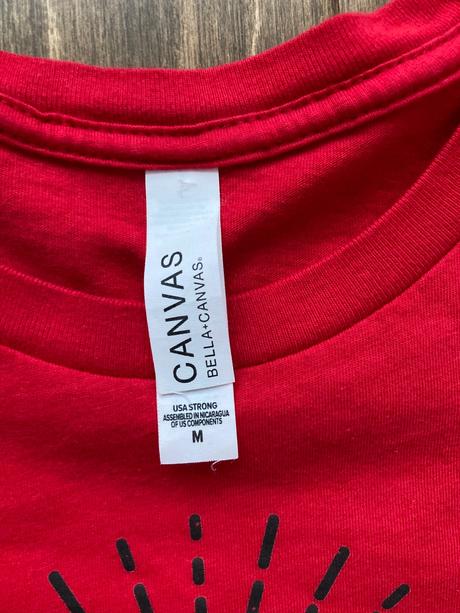 CANVAS
BELLA+CANVAS®
USA STRONG
ASSEMBLED IN NICARAGUA
OF US COMPONENTS
M